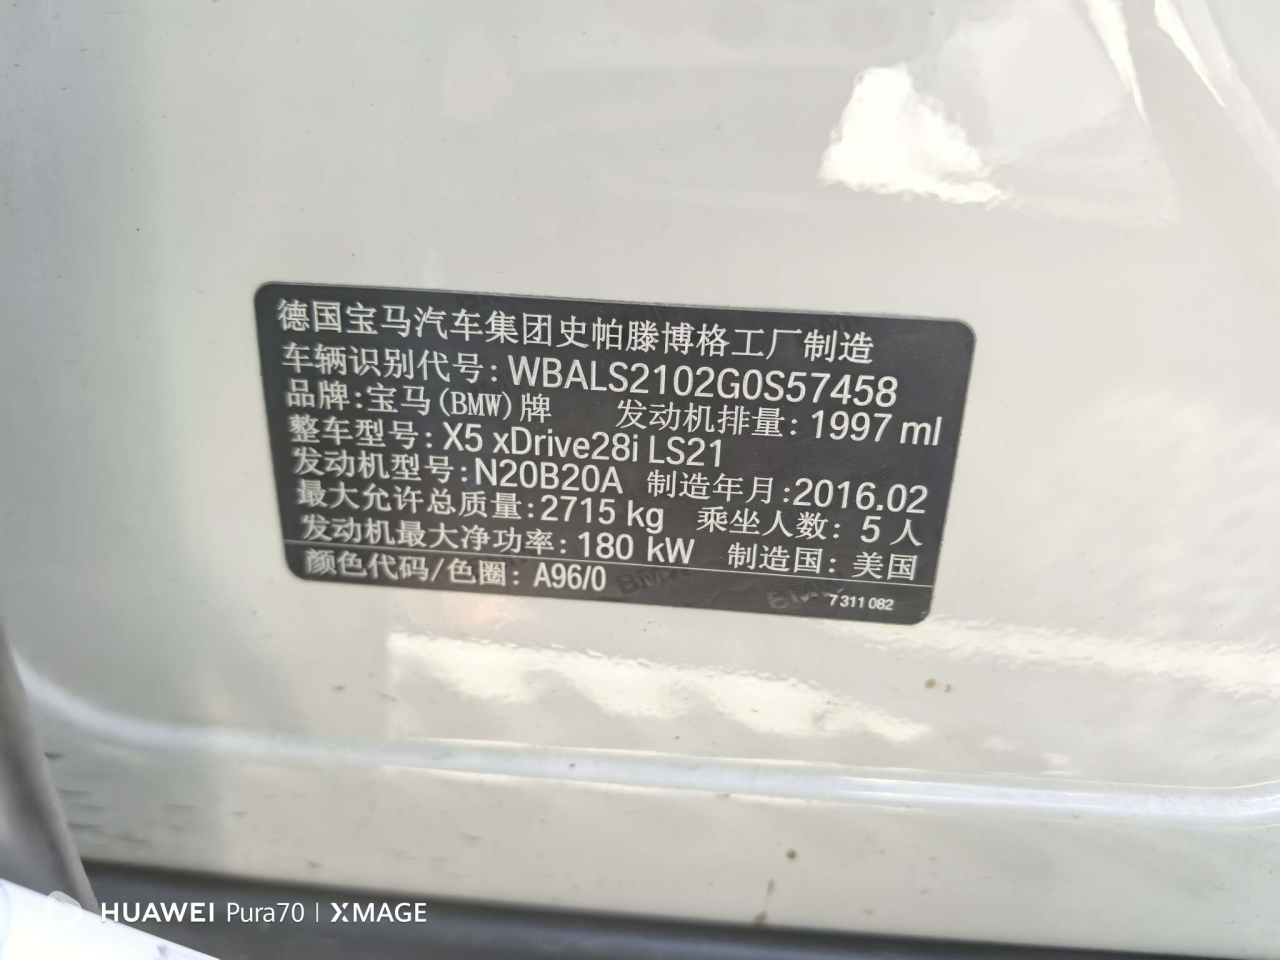 德国宝马汽车集团史帕滕博格工厂制造
车辆识别代号: WBALS2102G0S57458
品牌:宝马(BMW)牌 发动机排量: 1997 ml
整车型号: X5 xDrive28i LS21
发动机型号: N20B20A 制造年月:2016.02
最大允许总质量: 2715 kg 乘坐人数: 5 人
发动机最大净功率: 180 kW 制造国: 美国
颜色代码/色圈: A96/0
7 311 082
HUAWEI Pura70 | XMAGE